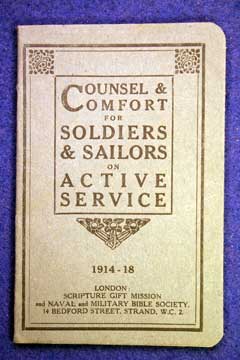 COUNSEL &
COMFORT
FOR
SOLDIERS
& SAILORS
ON
ACTIVE
SERVICE
1914-18
LONDON:
SCRIPTURE GIFT MISSION
and NAVAL and MILITARY BIBLE SOCIETY,
14 BEDFORD STREET, STRAND, W.C. 2.